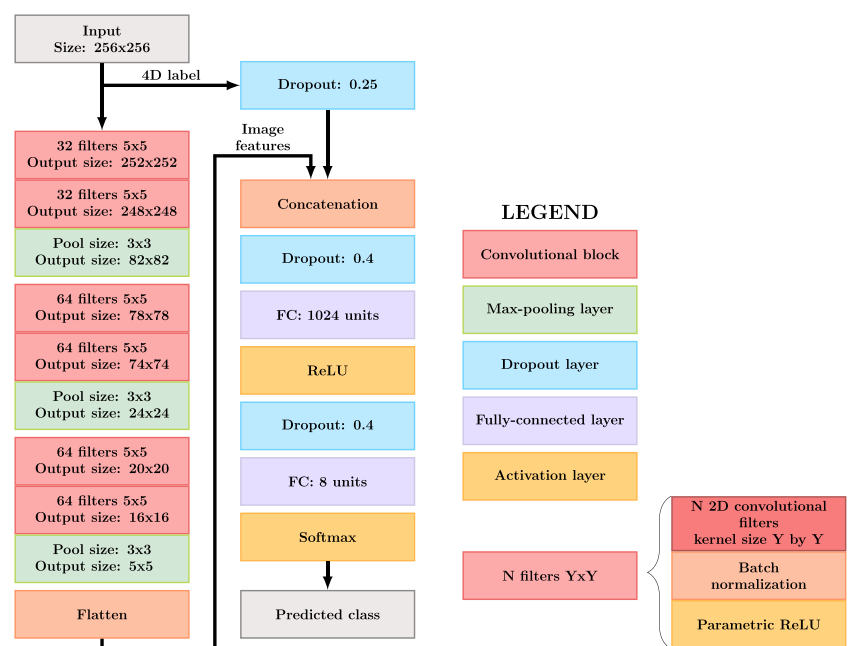 Input
Size: 256x256
4D label
Dropout: 0.25
32 filters 5x5
Output size: 252x252
32 filters 5x5
Output size: 248x248
Pool size: 3x3
Output size: 82x82
64 filters 5x5
Output size: 78x78
64 filters 5x5
Output size: 74x74
Pool size: 3x3
Output size: 24x24
64 filters 5x5
Output size: 20x20
64 filters 5x5
Output size: 16x16
Pool size: 3x3
Output size: 5x5
Flatten
Image
features
Concatenation
Dropout: 0.4
FC: 1024 units
ReLU
Dropout: 0.4
FC: 8 units
Softmax
Predicted class
LEGEND
Convolutional block
Max-pooling layer
Dropout layer
Fully-connected layer
Activation layer
N filters YxY
N 2D convolutional
filters
kernel size Y by Y
Batch
normalization
Parametric ReLU